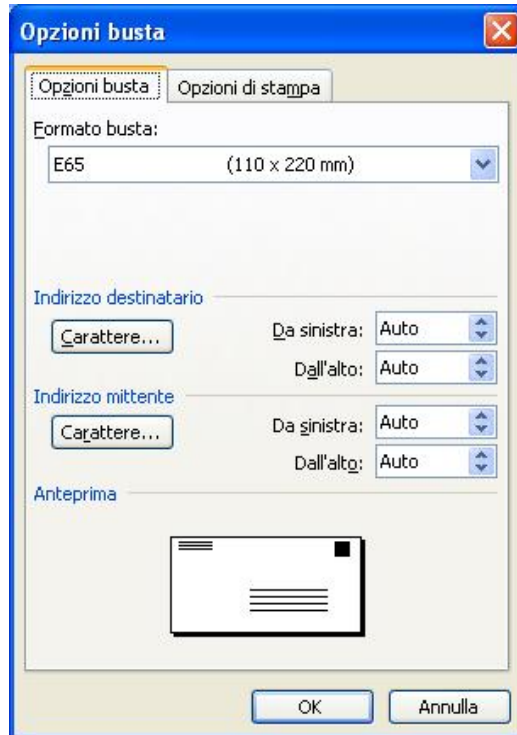 Opzioni busta
Opzioni busta Opzioni di stampa
Formato busta:
E65 (110 x 220 mm)
Indirizzo destinatario
Carattere... Da sinistra: Auto
Dall'alto: Auto
Indirizzo mittente
Carattere... Da sinistra: Auto
Dall'alto: Auto
Anteprima
OK Annulla